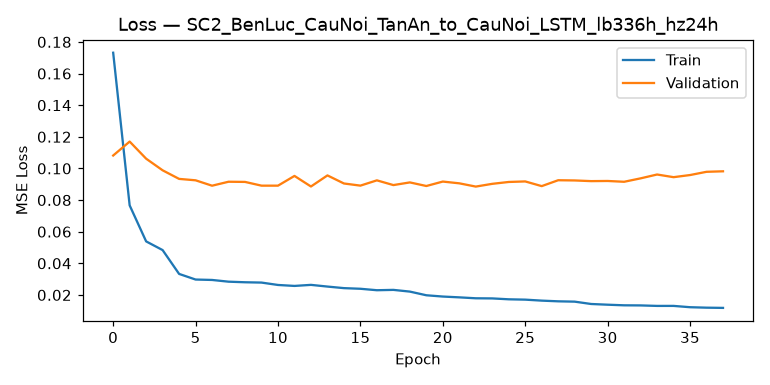 Loss — SC2_BenLuc_CauNoi_TanAn_to_CauNoi_LSTM_lb336h_hz24h
Train
Validation
0.18
0.16
0.14
0.12
0.10
0.08
0.06
0.04
0.02
MSE Loss
0 5 10 15 20 25 30 35
Epoch